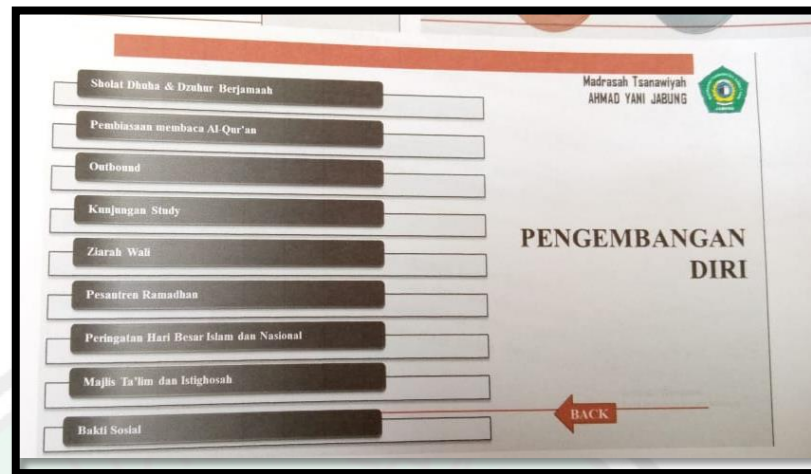 Sholat Dhuha & Dzuhur Berjamaah
Pembiasaan membaca Al-Qur'an
Outbound
Kunjungan Study
Ziarah Wali
Pesantren Ramadhan
Peringatan Hari Besar Islam dan Nasional
Majlis Ta'lim dan Istighosah
Bakti Sosial
Madrasah Tsanawiyah
AHMAD YANI JABUNG
PENGEMBANGAN
DIRI
BACK